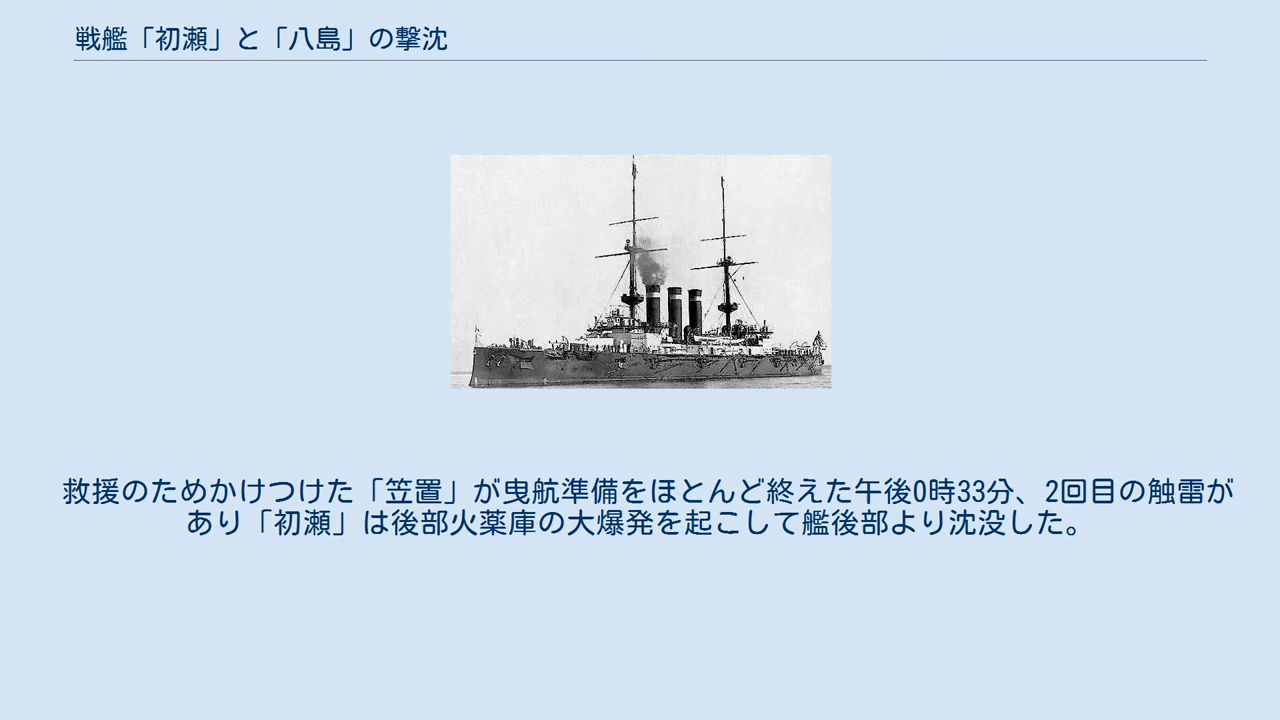 戦艦「初瀬」と「八島」の撃沈
救援のためかけつけた「笠置」が曳航準備をほとんど終えた午後0時33分、2回目の触雷が
あり「初瀬」は後部火薬庫の大爆発を起こして艦後部より沈没した。